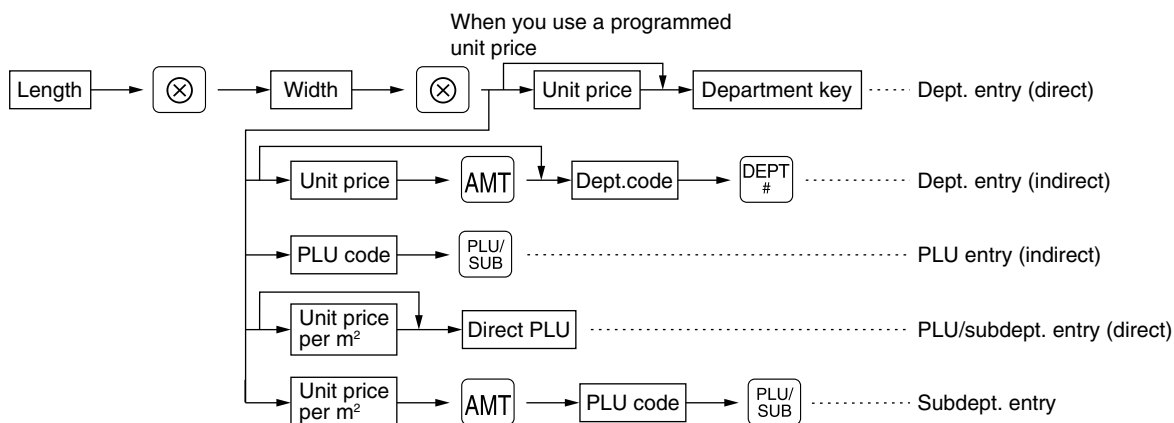 When you use a programmed
unit price
Length ⊗ Width ⊗ Unit price Department key Dept. entry (direct)
Unit price AMT Dept.code DEPT # Dept. entry (indirect)
PLU code PLU/ SUB PLU entry (indirect)
Unit price per m² Direct PLU PLU/subdept. entry (direct)
Unit price per m² AMT PLU code PLU/ SUB Subdept. entry